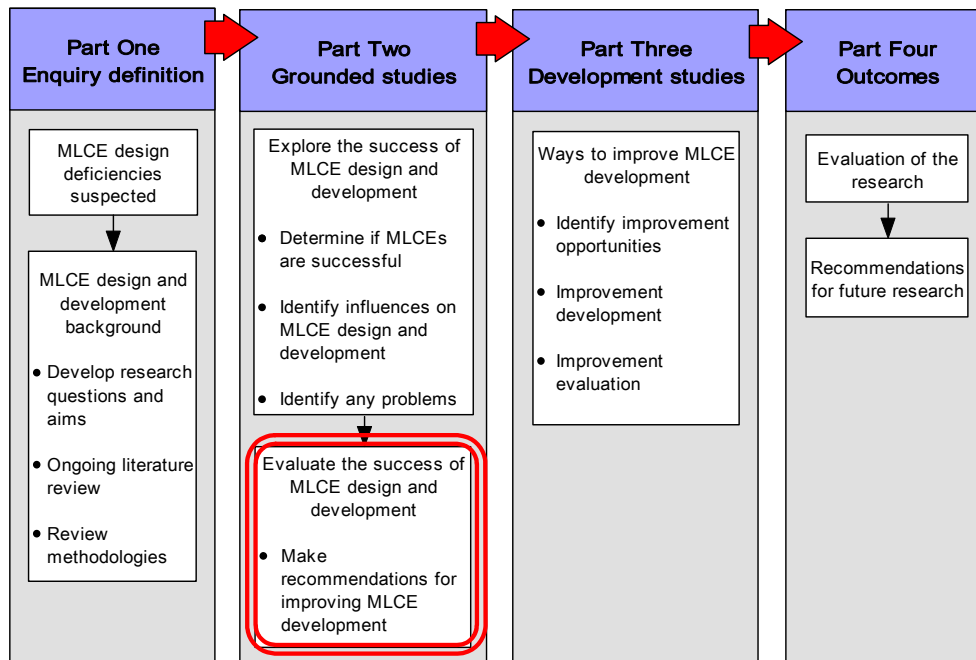 Part One
Enquiry definition
MLCE design
deficiencies
suspected
MLCE design and
development
background
• Develop research
questions and
aims
• Ongoing literature
review
• Review
methodologies
Part Two
Grounded studies
Explore the success of
MLCE design and
development
• Determine if MLCEs
are successful
• Identify influences on
MLCE design and
development
• Identify any problems
Evaluate the success of
MLCE design and
development
• Make
recommendations for
improving MLCE
development
Part Three
Development studies
Ways to improve MLCE
development
• Identify improvement
opportunities
• Improvement
development
• Improvement
evaluation
Part Four
Outcomes
Evaluation of the
research
Recommendations
for future research